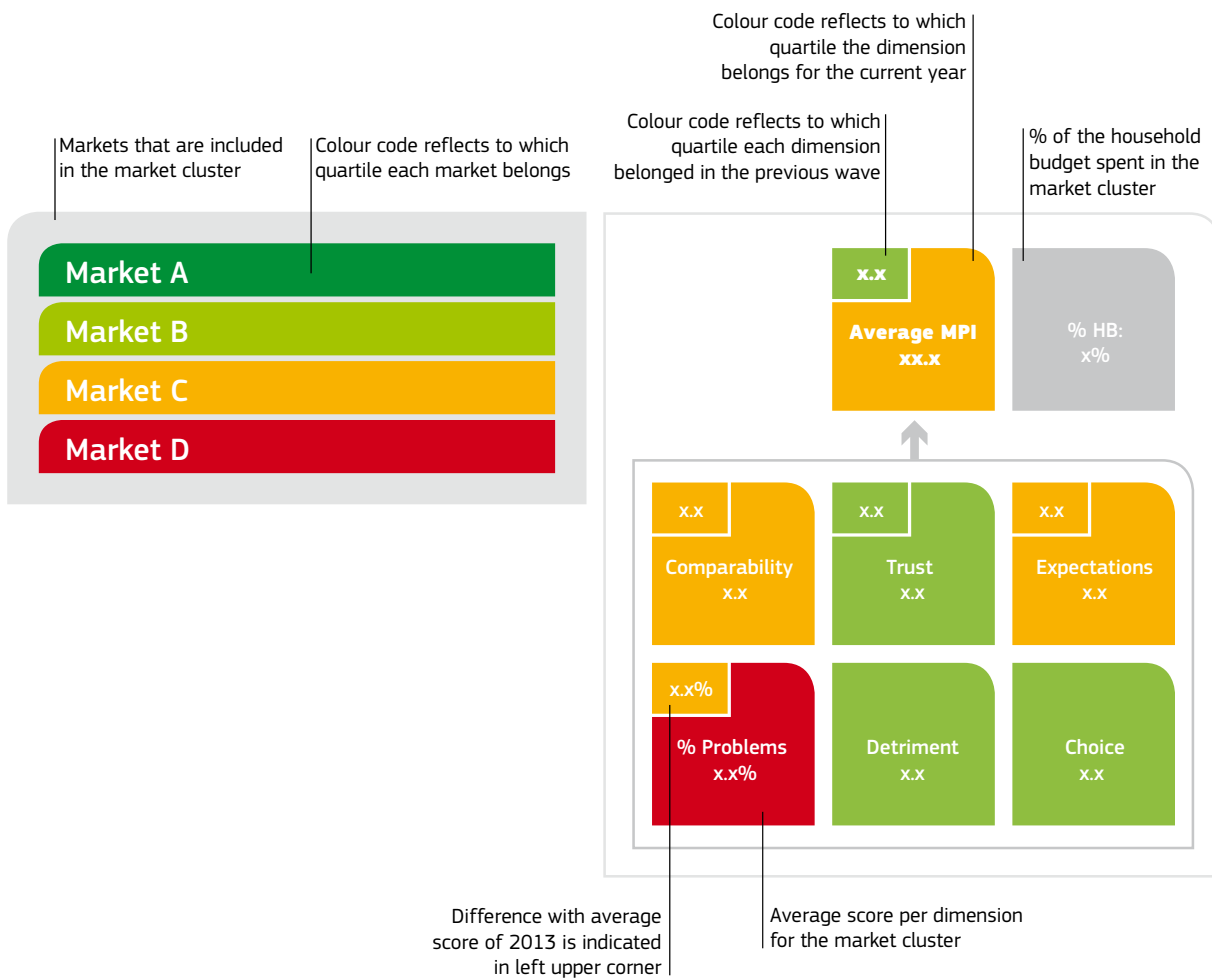 Colour code reflects to which
quartile the dimension
belongs for the current year
Markets that are included
in the market cluster
Colour code reflects to which
quartile each market belongs
Colour code reflects to which
quartile each dimension
belonged in the previous wave
% of the household
budget spent in the
market cluster
Market A
Market B
Market C
Market D
x.x
Average MPI
xx.x
% HB:
x%
x.x
Comparability
x.x
x.x
Trust
x.x
x.x
Expectations
x.x
x.x%
% Problems
x.x%
Detriment
x.x
Choice
x.x
Difference with average
score of 2013 is indicated
in left upper corner
Average score per dimension
for the market cluster